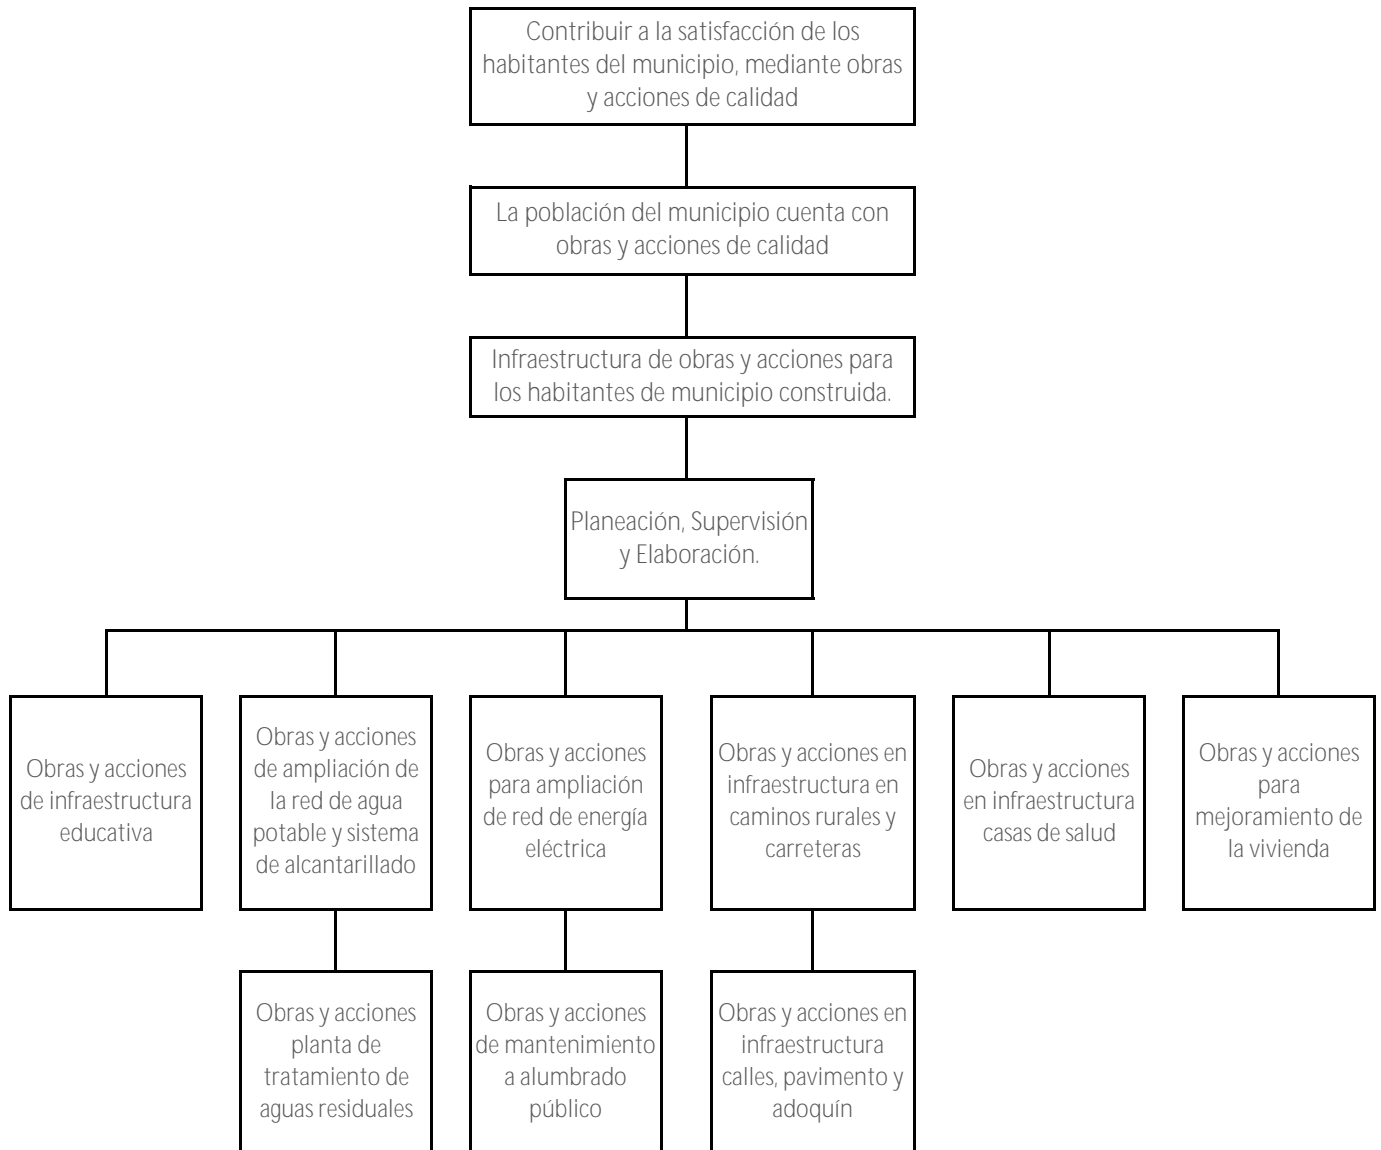 Contribuir a la satisfacción de los
habitantes del municipio, mediante obras
y acciones de calidad
La población del municipio cuenta con
obras y acciones de calidad
Infraestructura de obras y acciones para
los habitantes de municipio construida.
Planeación, Supervisión
y Elaboración.
Obras y acciones
de infraestructura
educativa
Obras y acciones
de ampliación de
la red de agua
potable y sistema
de alcantarillado
Obras y acciones
para ampliación
de red de energía
eléctrica
Obras y acciones en
infraestructura en
caminos rurales y
carreteras
Obras y acciones
en infraestructura
casas de salud
Obras y acciones
para
mejoramiento de
la vivienda
Obras y acciones
planta de
tratamiento de
aguas residuales
Obras y acciones
de mantenimiento
a alumbrado
público
Obras y acciones en
infraestructura
calles, pavimento y
adoquín